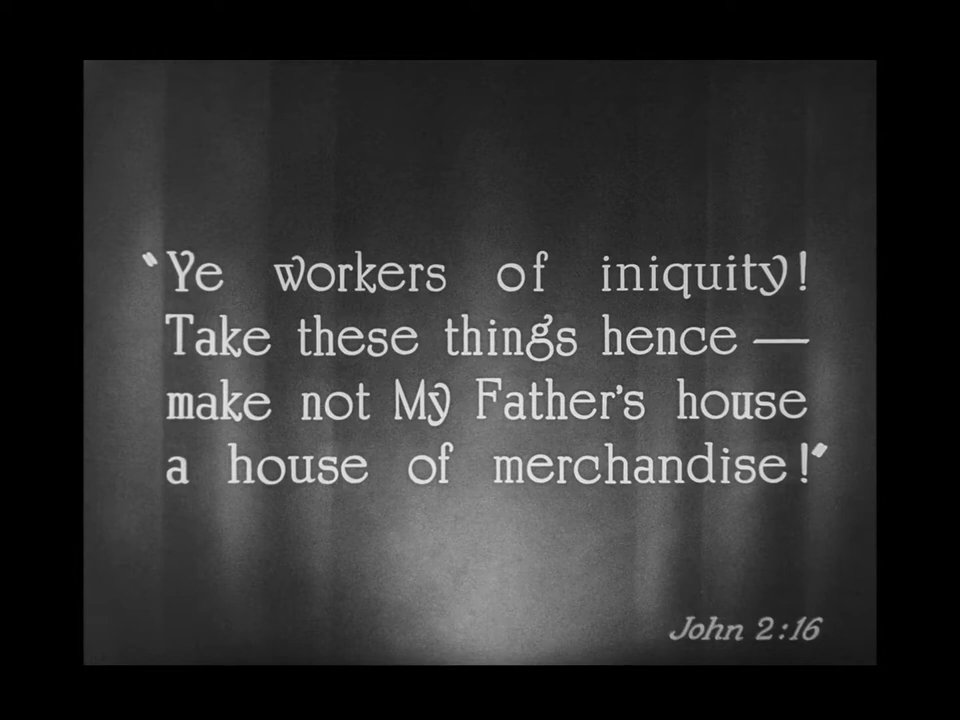 "Ye workers of iniquity!
Take these things hence —
make not My Father's house
a house of merchandise!"
John 2:16